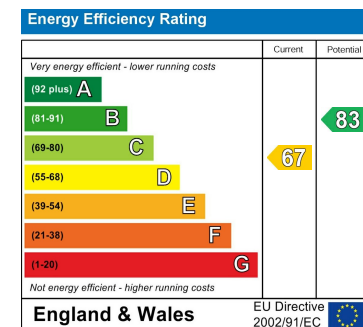 Energy Efficiency Rating
Current Potential
Very energy efficient - lower running costs
(92 plus) A
(81-91) B
(69-80) C
(55-68) D
(39-54) E
(21-38) F
(1-20) G
67
83
Not energy efficient - higher running costs
England & Wales
EU Directive
2002/91/EC